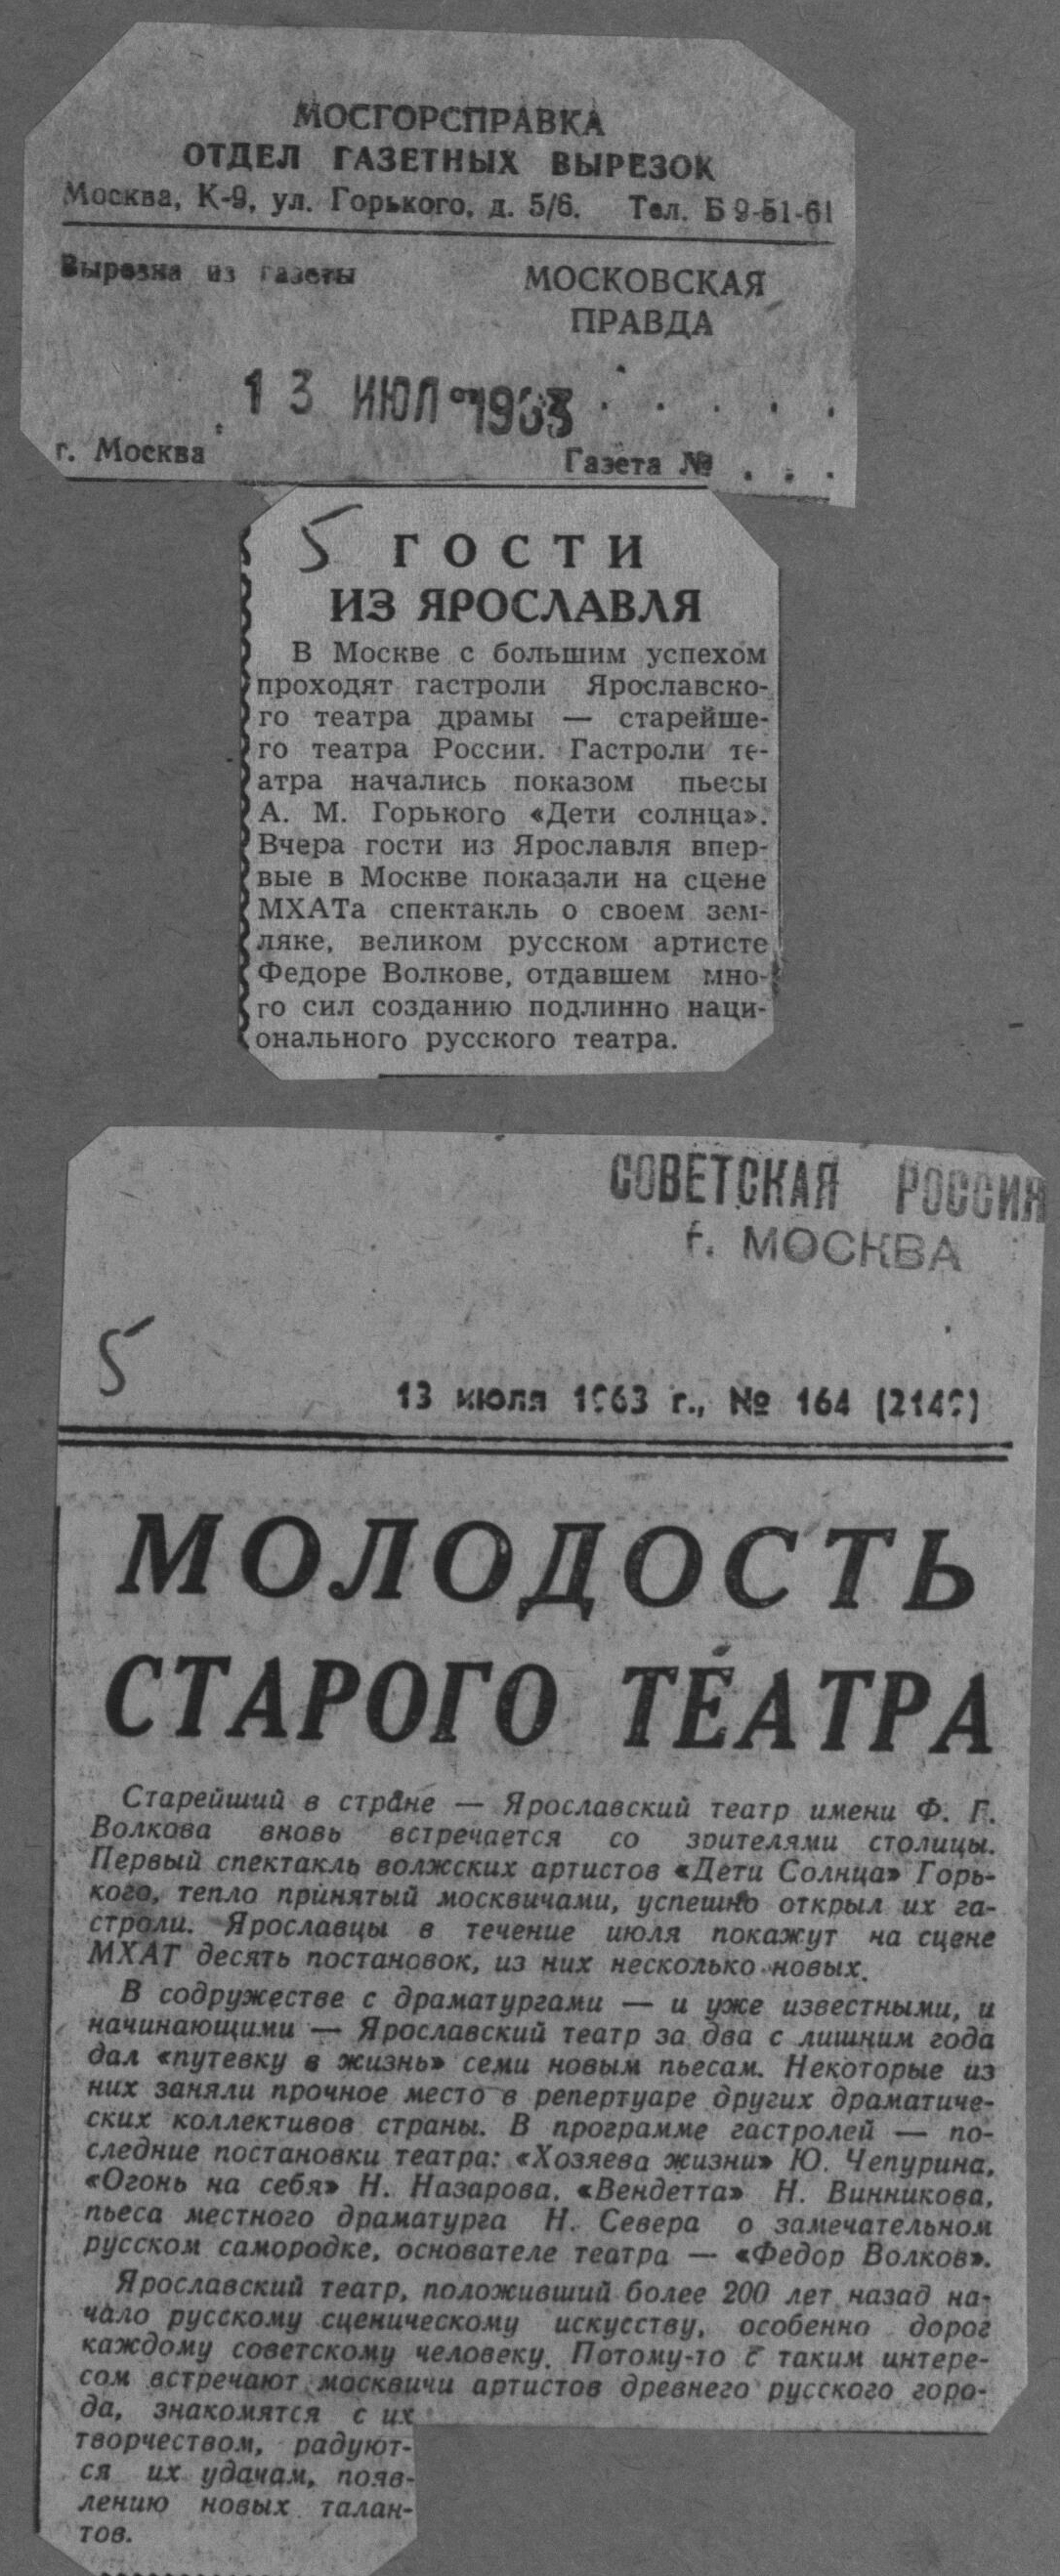 МОСГОРСПРАВКА
ОТДЕЛ ГАЗЕТНЫХ ВЫРЕЗОК
Москва, К-9, ул. Горького, д. 5/6. Тел. Б 9-51-61
Вырезка из газеты
МОСКОВСКАЯ
ПРАВДА
13 ИЮЛ 1963 . . . . .
г. Москва
Газета № . . .
5
ГОСТИ
ИЗ ЯРОСЛАВЛЯ
В Москве с большим успехом
проходят гастроли Ярославско-
го театра драмы — старейше-
го театра России. Гастроли те-
атра начались показом пьесы
А. М. Горького «Дети солнца».
Вчера гости из Ярославля впер-
вые в Москве показали на сцене
МХАТа спектакль о своем зем-
ляке, великом русском артисте
Федоре Волкове, отдавшем мно-
го сил созданию подлинно наци-
онального русского театра.
СОВЕТСКАЯ РОССИЯ
г. МОСКВА
5
13 июля 1963 г., № 164
МОЛОДОСТЬ
СТАРОГО ТЕАТРА
Старейший в стране — Ярославский театр имени Ф. Г.
Волкова вновь встречается со зрителями столицы.
Первый спектакль волжских артистов «Дети Солнца» Горь-
кого, тепло принятый москвичами, успешно открыл их га-
строли. Ярославцы в течение июля покажут на сцене
МХАТ десять постановок, из них несколько новых.
В содружестве с драматургами — и уже известными, и
начинающими — Ярославский театр за два с лишним года
дал «путевку в жизнь» семи новым пьесам. Некоторые из
них заняли прочное место в репертуаре других драматиче-
ских коллективов страны. В программе гастролей — по-
следние постановки театра: «Хозяева жизни» Ю. Чепурина,
«Огонь на себя» Н. Назарова, «Вендетта» Н. Винникова,
пьеса местного драматурга Н. Севера о замечательном
русском самородке, основателе театра — «Федор Волков».
Ярославский театр, положивший более 200 лет назад на-
чало русскому сценическому искусству, особенно дорог
каждому советскому человеку. Потому-то с таким интере-
сом встречают москвичи артистов древнего русского горо-
да, знакомятся с их
творчеством, радуют-
ся их удачам, появ-
лению новых талан-
тов.